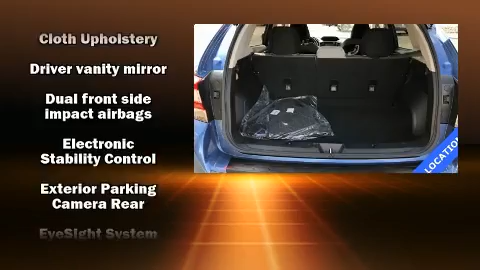 Cloth Upholstery
Driver vanity mirror
Dual front side
impact airbags
Electronic
Stability Control
Exterior Parking
Camera Rear
EyeSight System
LOCATION